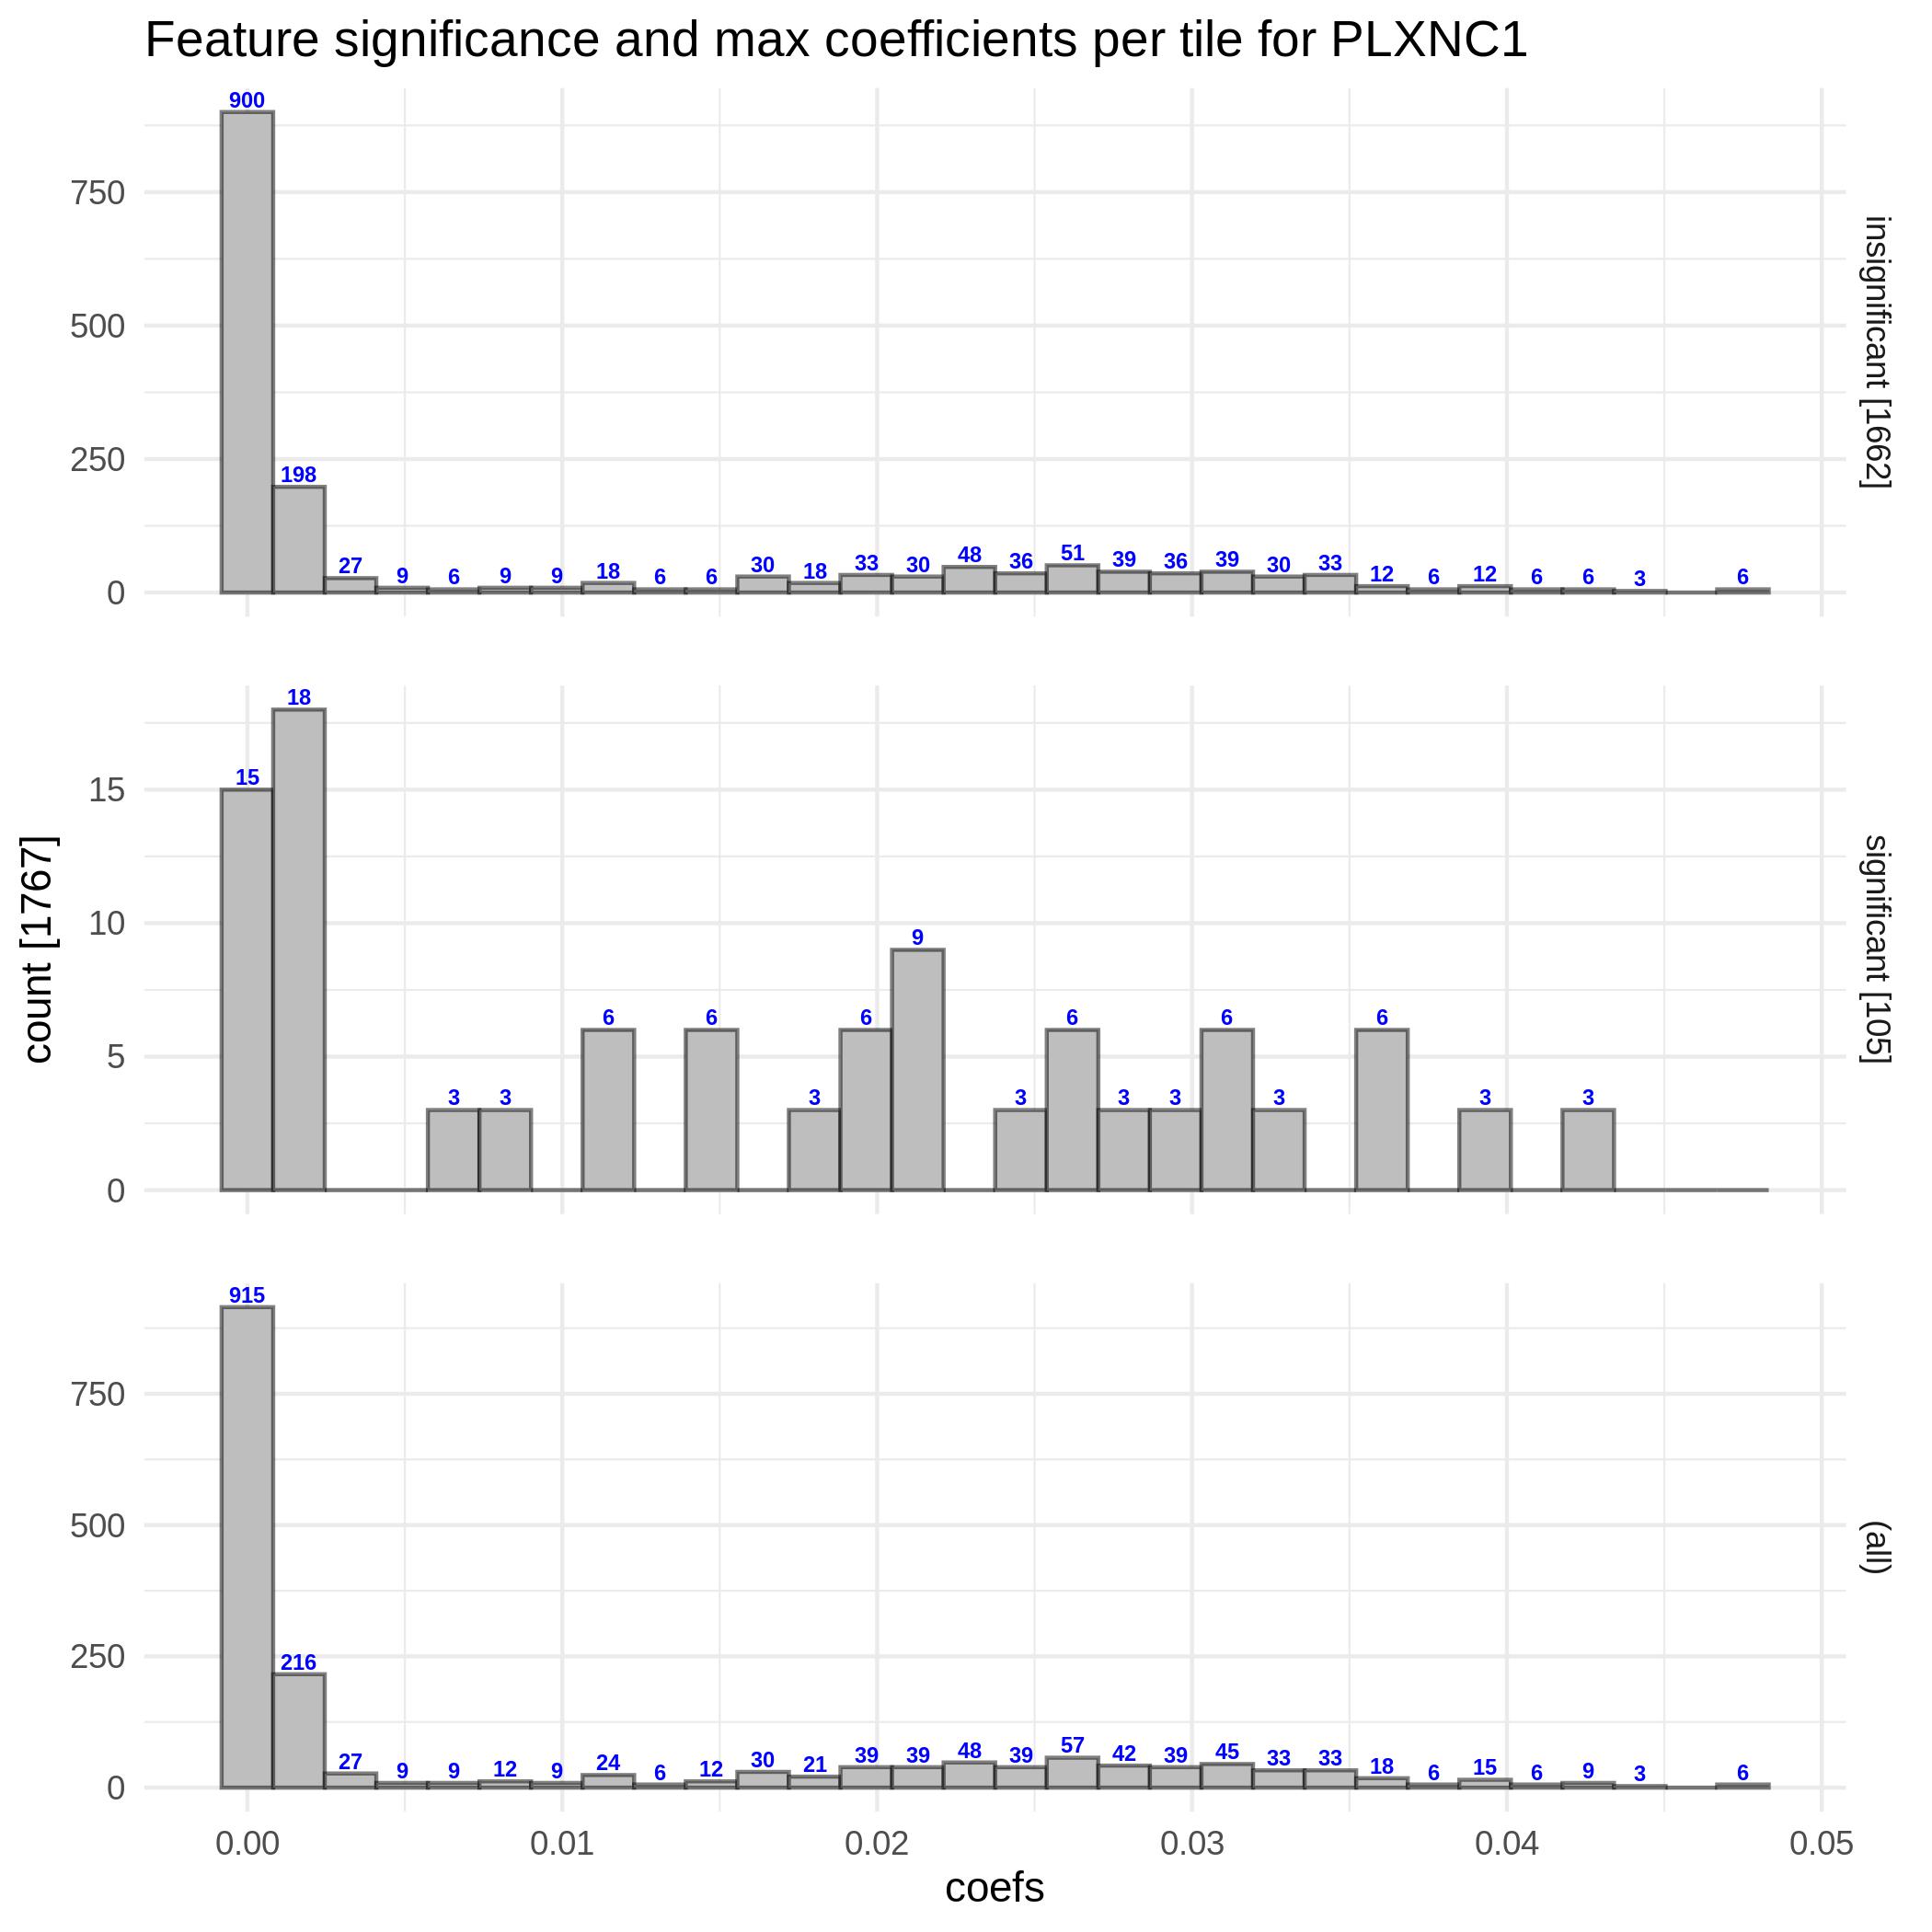 Feature significance and max coefficients per tile for PLXNC1
900
750
198
500
250
27 9 6 9 9 18 6 6 30 18 33 30 48 36 51 39 36 39 30 33 12 6 12 6 6 3 6
0
insignificant [1662]
18
15
15
10
9
6 6 6 6 6 6
5
3 3 3 3 3 3 3 3 3
0
significant [105]
count [1767]
915
750
500
250
216
27 9 9 12 9 24 6 12 30 21 39 39 48 39 57 42 39 45 33 33 18 6 15 6 9 3 6
0
(all)
0.00 0.01 0.02 0.03 0.04 0.05
coefs